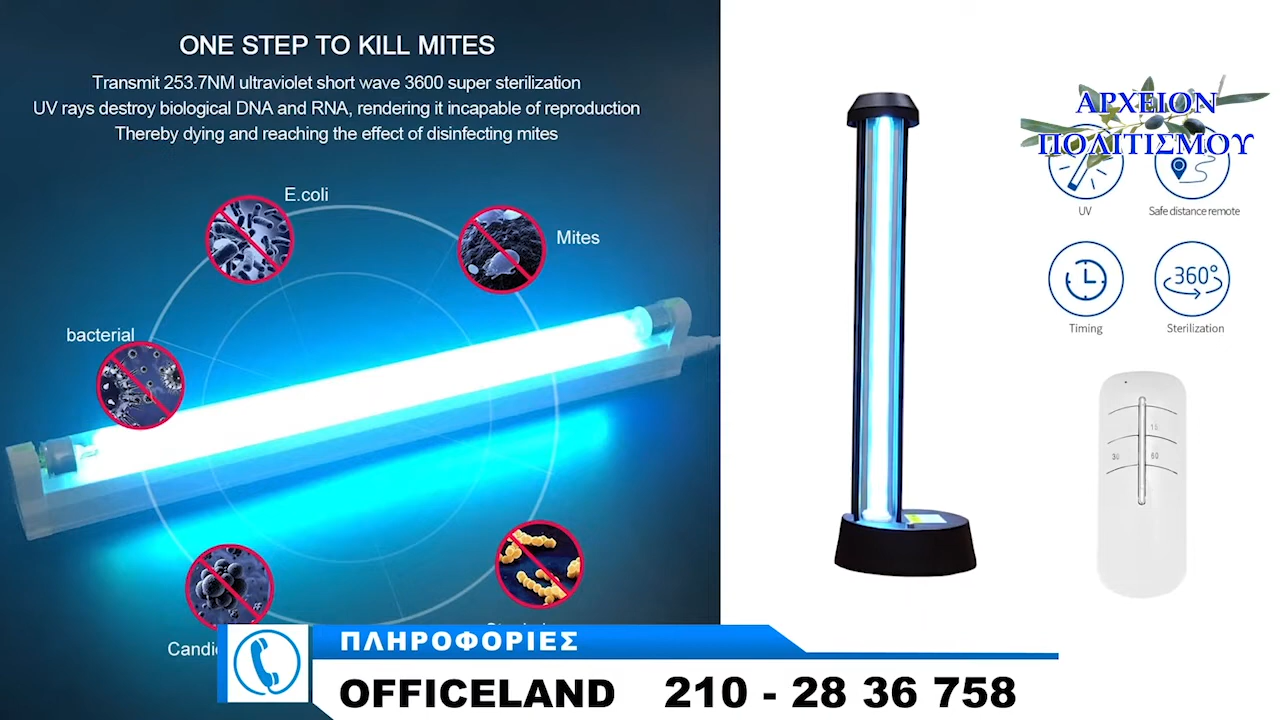 ONE STEP TO KILL MITES
Transmit 253.7NM ultraviolet short wave 3600 super sterilization
UV rays destroy biological DNA and RNA, rendering it incapable of reproduction
Thereby dying and reaching the effect of disinfecting mites
E.coli
Mites
bacterial
ΑΡΧΕΙΟΝ
ΠΟΛΙΤΙΣΜΟΥ
UV
Safe distance remote
360°
Timing
Sterilization
30
60
ΠΛΗΡΟΦΟΡΙΕΣ
OFFICELAND 210 - 28 36 758